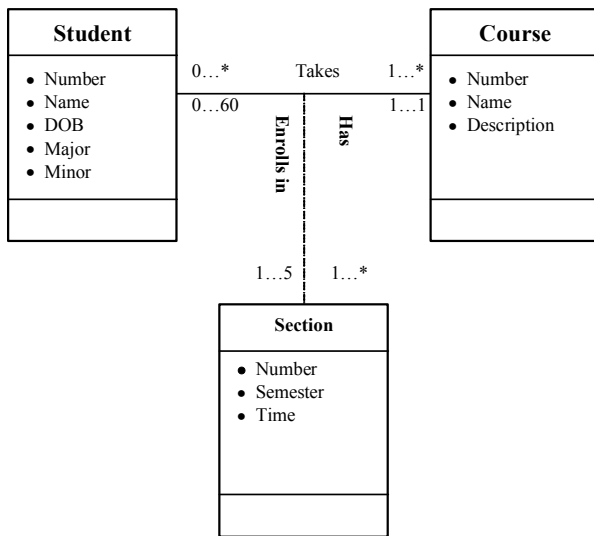 Student
• Number
• Name
• DOB
• Major
• Minor
0…* Takes 1…*
0…60 1…1
Enrolls in
Has
Course
• Number
• Name
• Description
1…5 1…*
Section
• Number
• Semester
• Time